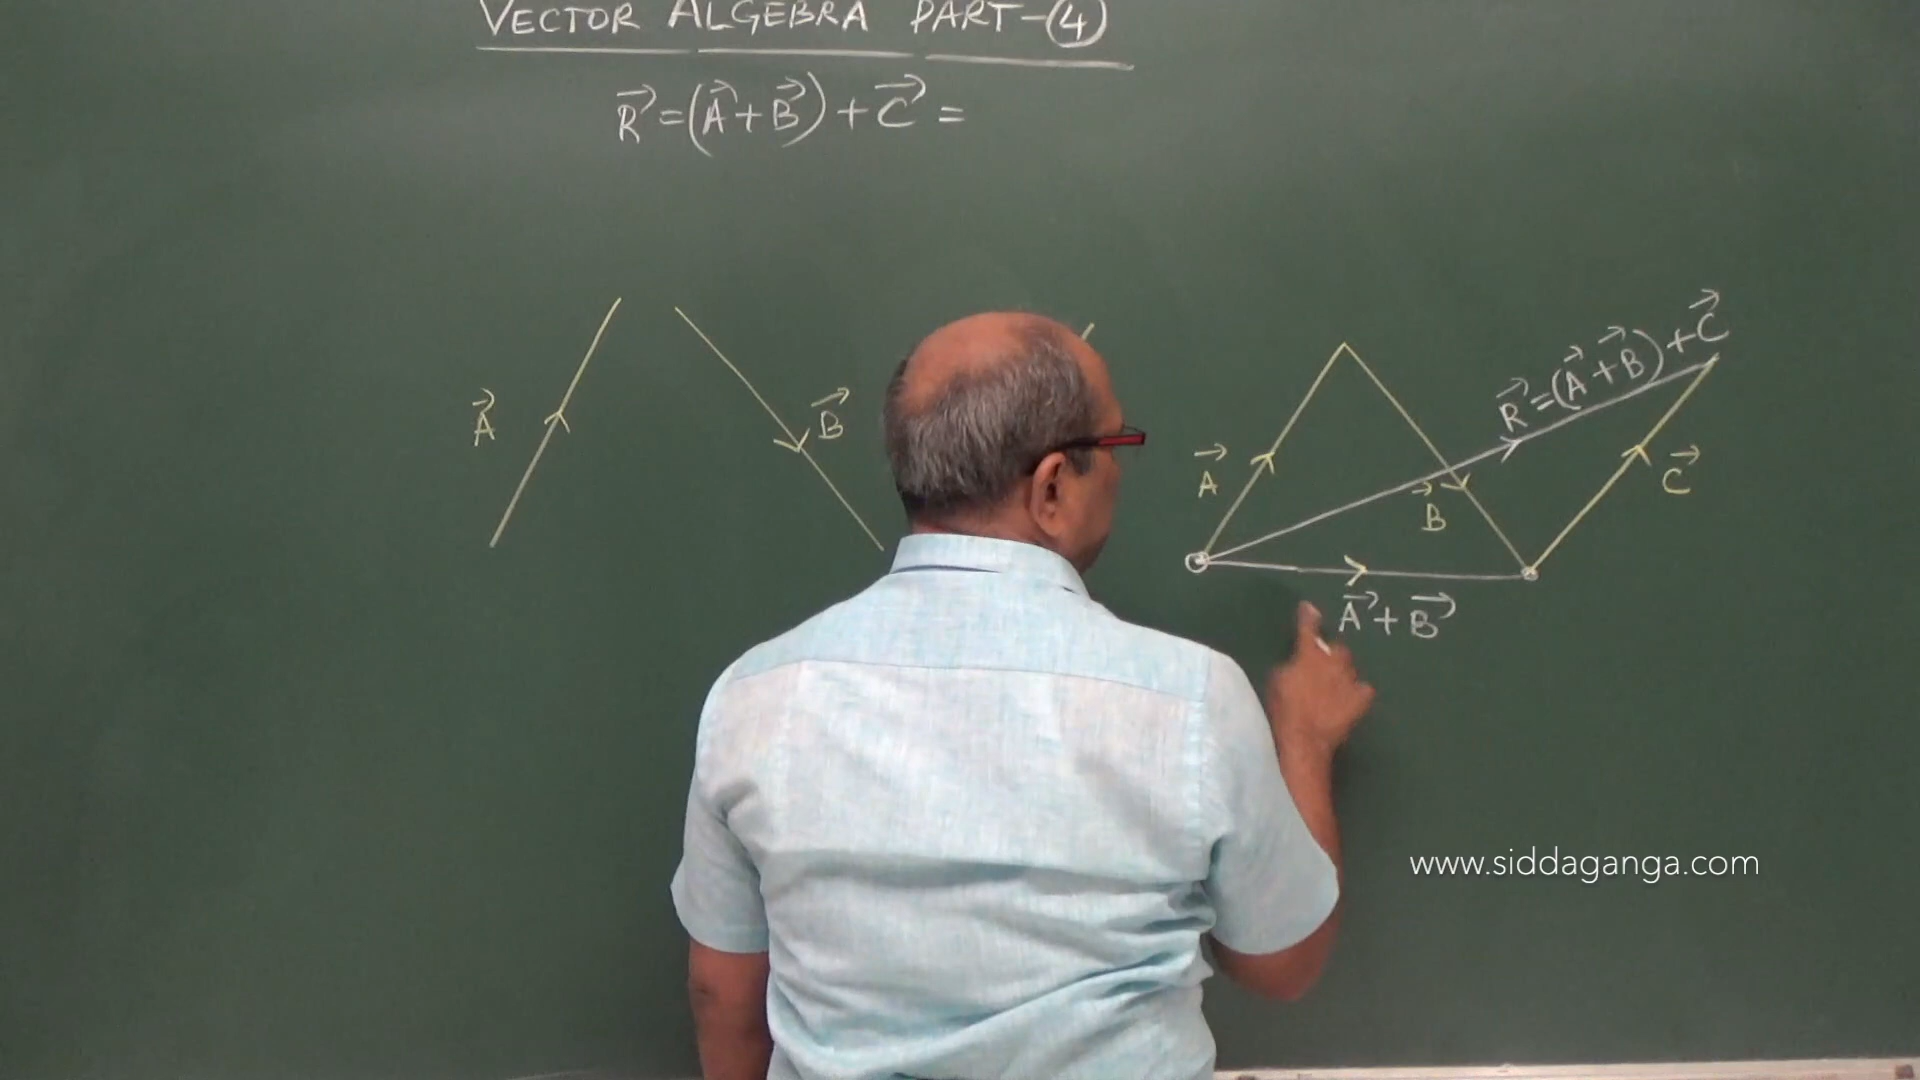 VECTOR ALGEBRA PART-(4)
R⃗ = (A⃗ + B⃗) + C⃗ =
A⃗
B⃗
A⃗
B⃗
R⃗ = (A⃗ + B⃗) + C⃗
C⃗
A⃗ + B⃗
www.siddaganga.com